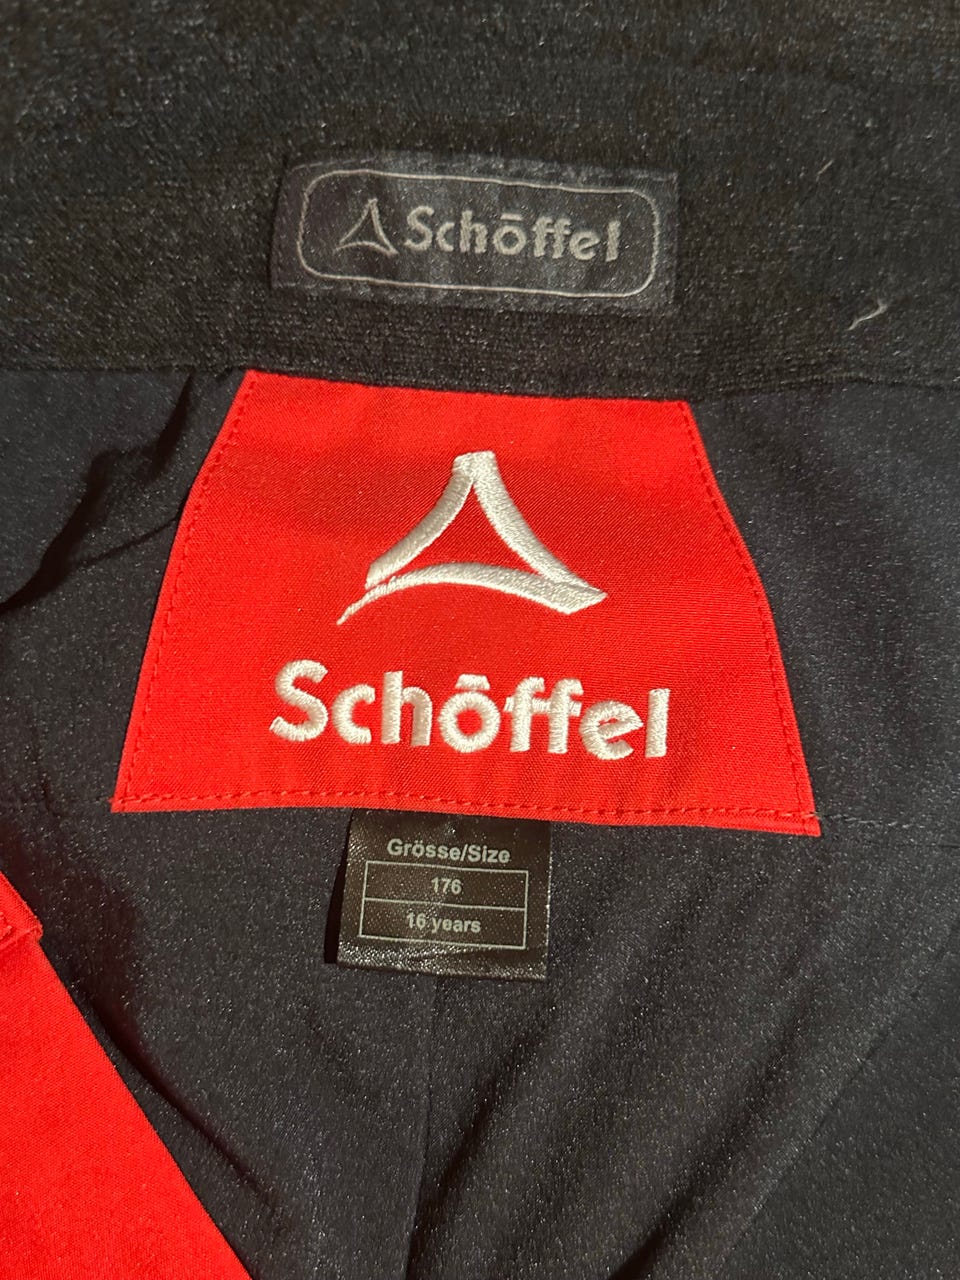 Schöffel
Schöffel
Grösse/Size
176
16 years